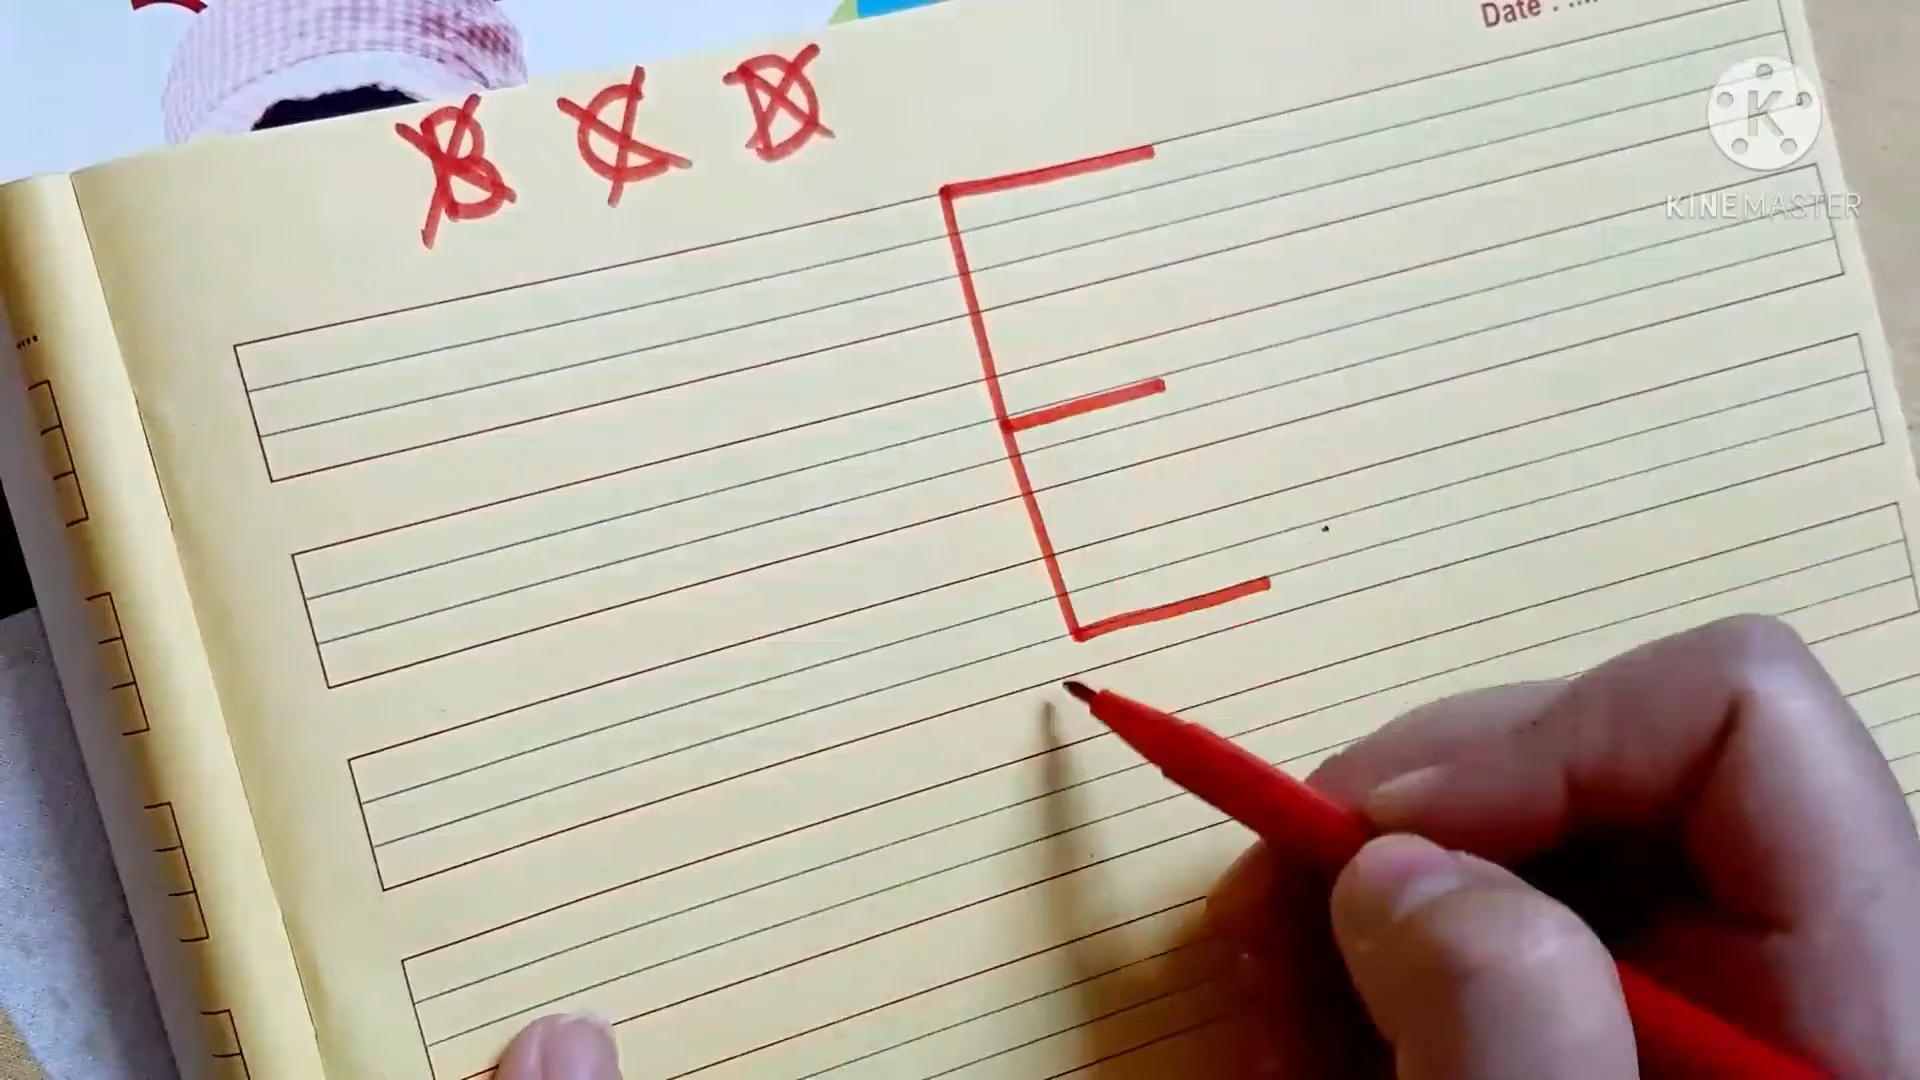 Date : ....
B C D
E
K
KINEMASTER